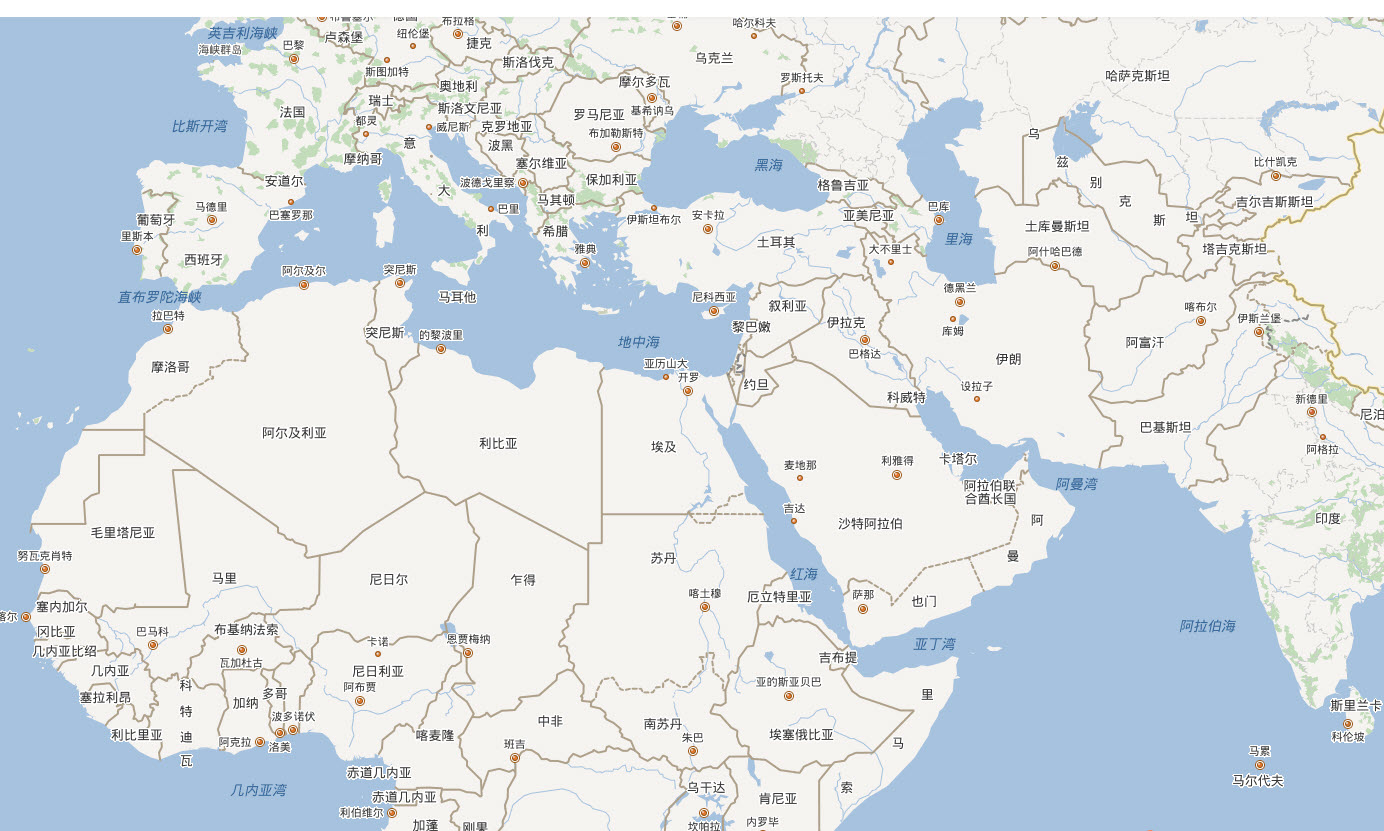 英吉利海峡
海峡群岛
巴黎
卢森堡
纽伦堡
布拉格
捷克
斯图加特
斯洛伐克
哈尔科夫
乌克兰
罗斯托夫
哈萨克斯坦
奥地利
摩尔多瓦
瑞士
法国
斯洛文尼亚
罗马尼亚
基希讷乌
比斯开湾
都灵
威尼斯
克罗地亚
布加勒斯特
摩纳哥
意
大
利
波黑
塞尔维亚
黑海
乌
兹
别
克
斯
坦
比什凯克
安道尔
波德戈里察
保加利亚
格鲁吉亚
吉尔吉斯斯坦
马德里
马其顿
巴塞罗那
巴里
伊斯坦布尔
安卡拉
亚美尼亚
巴库
葡萄牙
里斯本
希腊
土耳其
里海
土库曼斯坦
西班牙
雅典
大不里士
阿什哈巴德
塔吉克斯坦
阿尔及尔
突尼斯
直布罗陀海峡
马耳他
尼科西亚
德黑兰
拉巴特
叙利亚
喀布尔
突尼斯
的黎波里
黎巴嫩
伊拉克
库姆
伊斯兰堡
地中海
巴格达
阿富汗
摩洛哥
亚历山大
开罗
约旦
伊朗
设拉子
科威特
新德里
尼泊
阿尔及利亚
利比亚
埃及
巴基斯坦
阿格拉
麦地那
利雅得
卡塔尔
阿拉伯联
合酋长国
阿曼湾
吉达
沙特阿拉伯
阿
曼
印度
毛里塔尼亚
努瓦克肖特
马里
尼日尔
乍得
苏丹
红海
喀土穆
厄立特里亚
萨那
也门
塞内加尔
冈比亚
巴马科
布基纳法索
卡诺
恩贾梅纳
阿拉伯海
几内亚比绍
瓦加杜古
亚丁湾
几内亚
尼日利亚
吉布提
塞拉利昂
科
特
迪
瓦
加纳
多哥
阿布贾
亚的斯亚贝巴
里
马
索
波多诺伏
中非
南苏丹
斯里兰卡
利比里亚
阿克拉
洛美
喀麦隆
班吉
朱巴
埃塞俄比亚
科伦坡
马累
马尔代夫
几内亚湾
赤道几内亚
赤道几内亚
乌干达
肯尼亚
利伯维尔
加蓬
刚果
坎帕拉
内罗毕